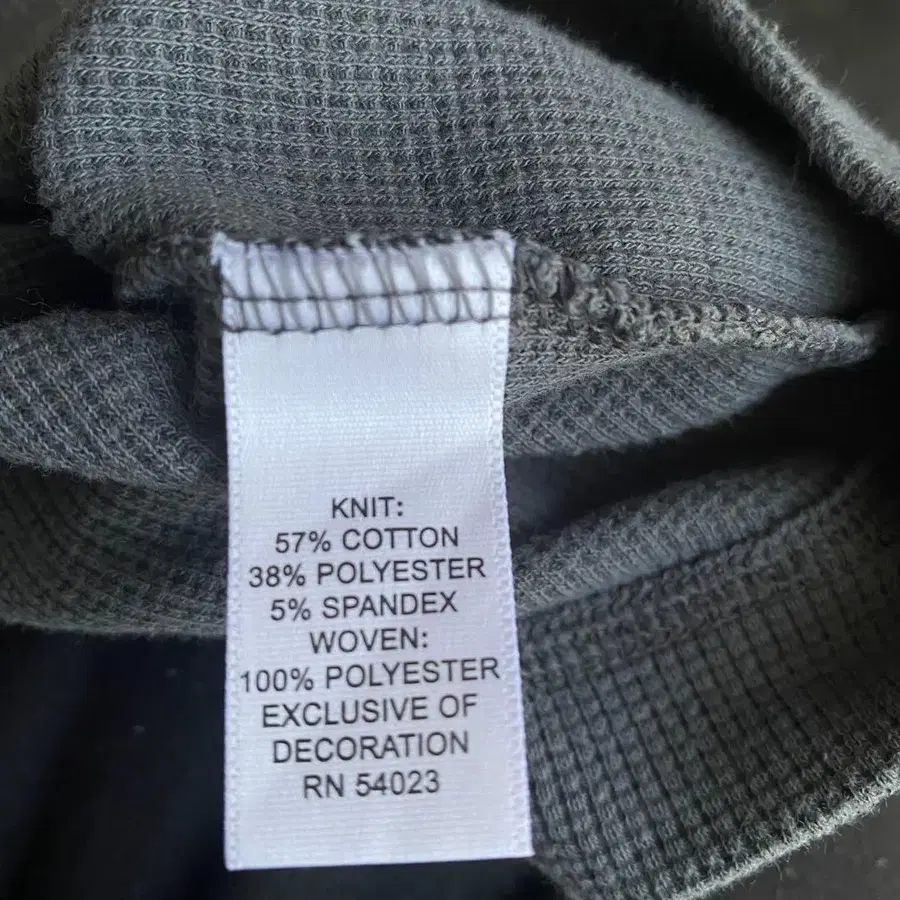 KNIT:
57% COTTON
38% POLYESTER
5% SPANDEX
WOVEN:
100% POLYESTER
EXCLUSIVE OF
DECORATION
RN 54023